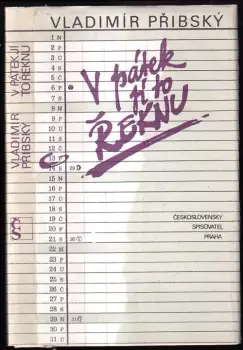 VLADIMÍR PŘIBSKÝ
V PÁTEK JÍ
TO ŘEKNU
VLADIMÍR
PŘIBSKÝ
V pátek
jí to
ŘEKNU
1 N
2 P
3 Ú
4 S
5 Č
6 P
7 S
8 N
9 P
10 Ú
11 S
12 Č
13 P
14 S
15 N
16 P
17 Ú
18 S
19 Č
20 P
21 S
22 N
23 P
24 Ú
25 S
26 Č
27 P
28 S
29 N
30 P
31 Ú
ČESKOSLOVENSKÝ
SPISOVATEL
PRAHA